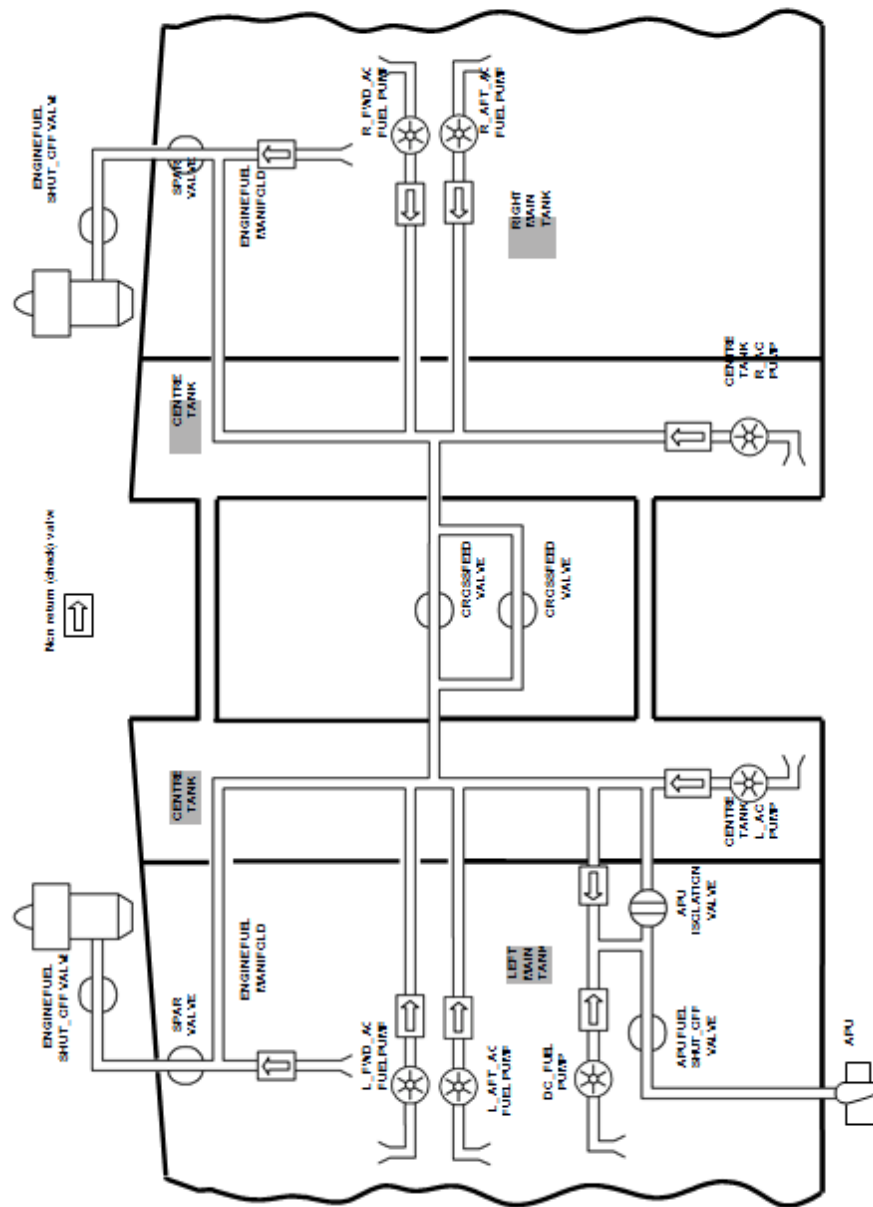 ENGINE FUEL
SHUT_OFF VALVE
Non return (check) valve
ENGINE FUEL
SHUT_OFF VALVE
SPAR
VALVE
CENTRE
TANK
CENTRE
TANK
SPAR
VALVE
ENGINE FUEL
MANIFOLD
ENGINE FUEL
MANIFOLD
L_FWD_AC
FUEL PUMP
R_FWD_AC
FUEL PUMP
CROSSFEED
VALVE
L_AFT_AC
FUEL PUMP
R_AFT_AC
FUEL PUMP
LEFT
MAIN
TANK
RIGHT
MAIN
TANK
DC_FUEL
PUMP
CROSSFEED
VALVE
APU FUEL
SHUT_OFF
VALVE
APU
ISOLATION
VALVE
CENTRE
TANK
L_AC
PUMP
CENTRE
TANK
R_AC
PUMP
APU